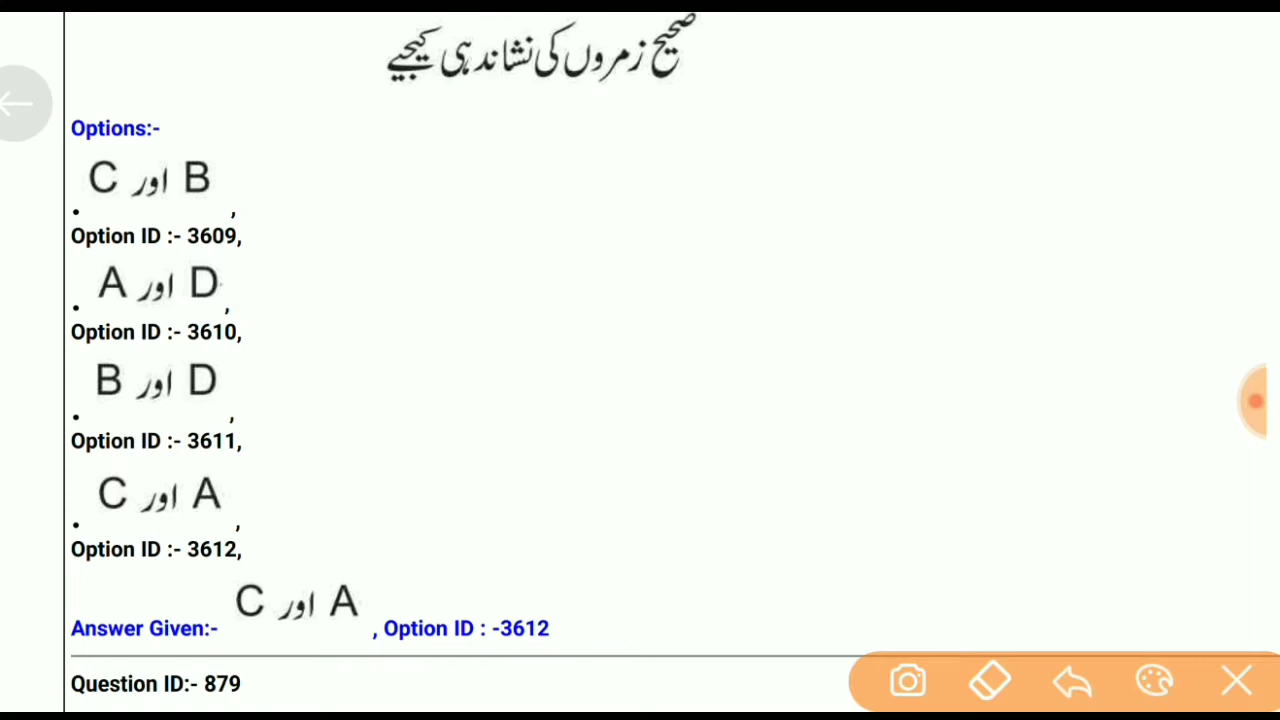 صحیح زمروں کی نشاندہی کیجیے
Options:-
C اور B
,
Option ID :- 3609,
A اور D
,
Option ID :- 3610,
B اور D
,
Option ID :- 3611,
C اور A
,
Option ID :- 3612,
Answer Given:- C اور A , Option ID : -3612
Question ID:- 879